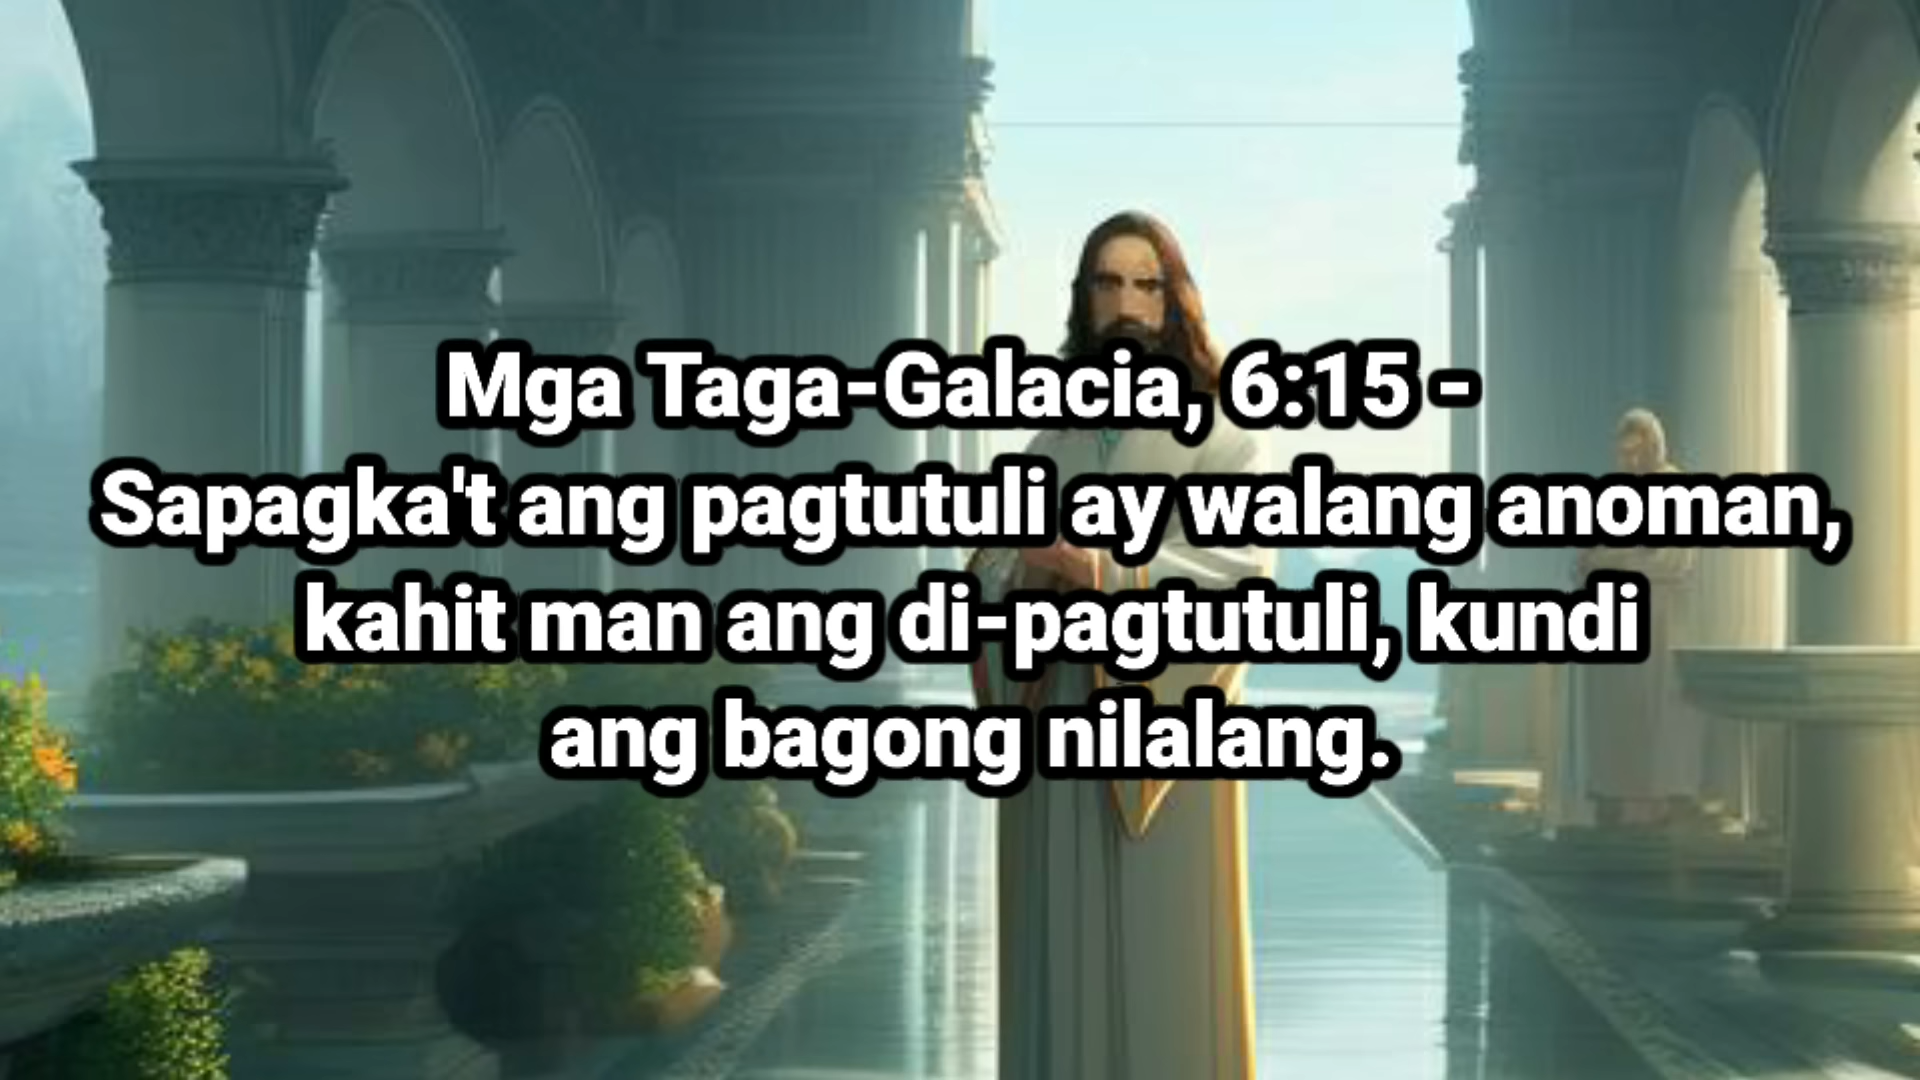 Mga Taga-Galacia, 6:15 -
Sapagka't ang pagtutuli ay walang anoman,
kahit man ang di-pagtutuli, kundi
ang bagong nilalang.